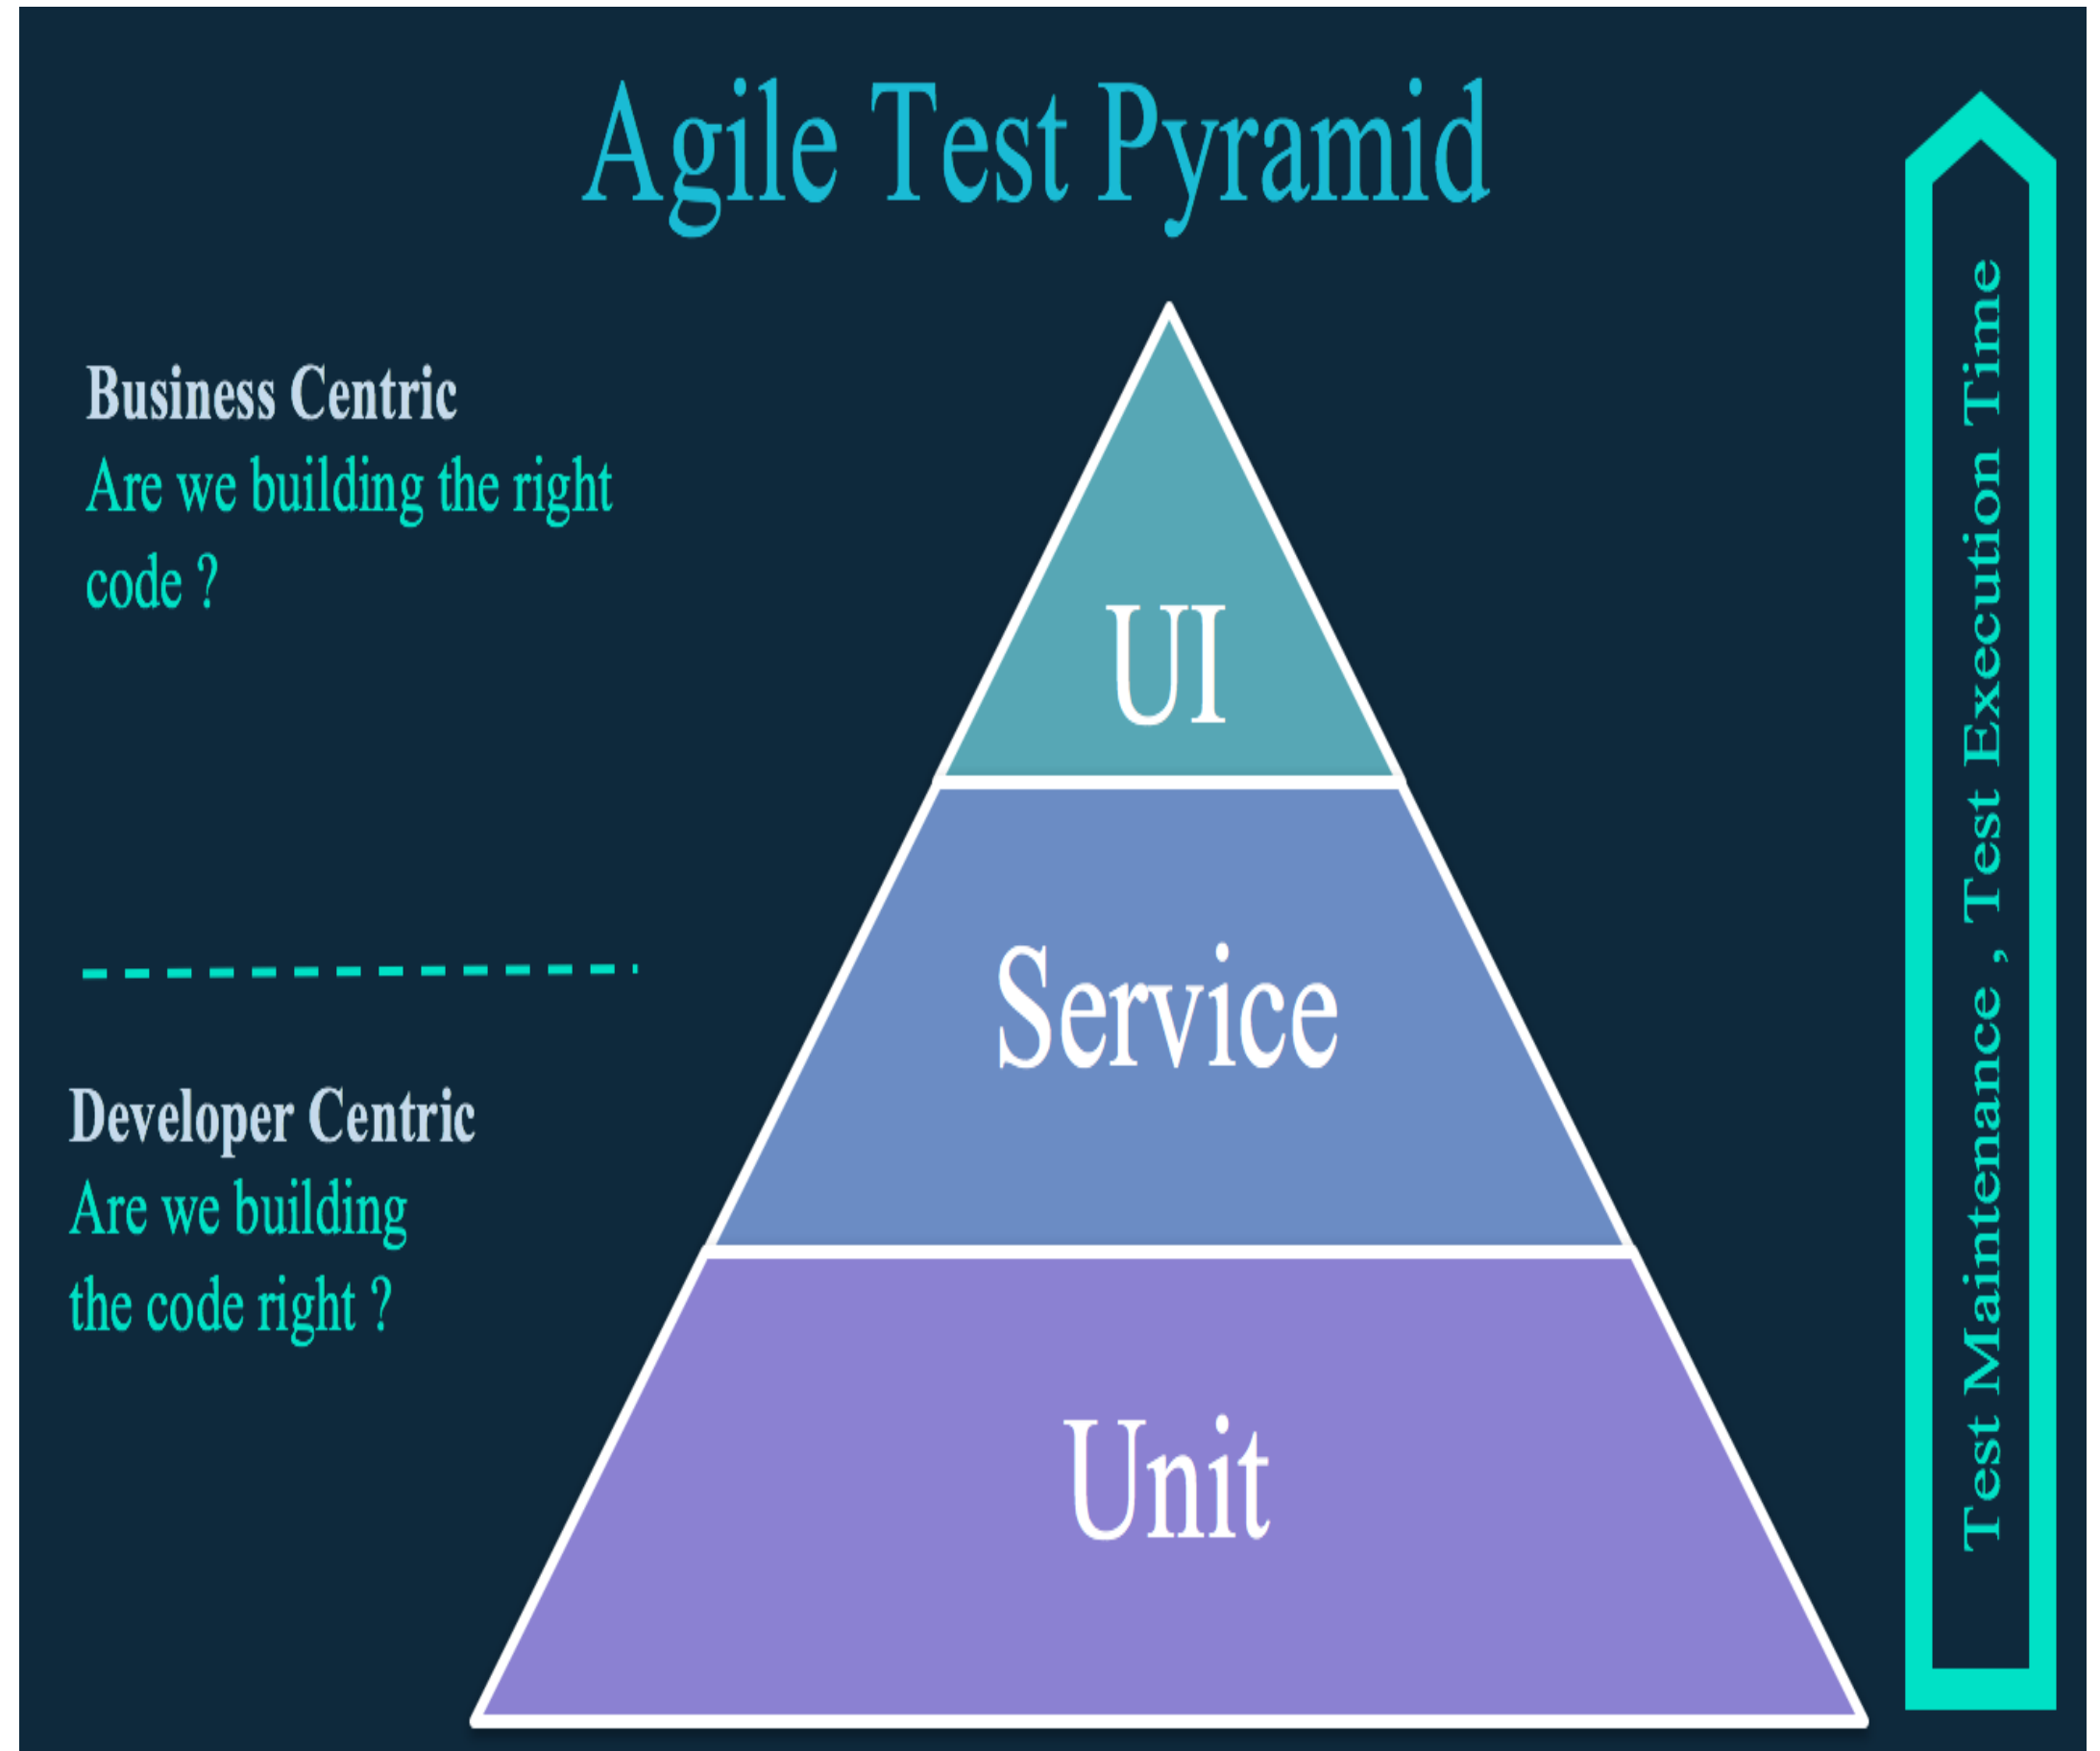 Agile Test Pyramid
Business Centric
Are we building the right
code ?
UI
Service
Developer Centric
Are we building
the code right ?
Unit
Test Maintenance , Test Execution Time